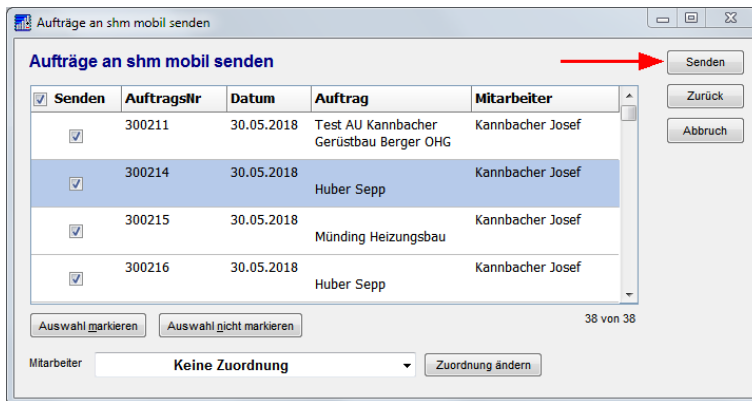 Aufträge an shm mobil senden
Aufträge an shm mobil senden
Senden
Senden AuftragsNr Datum Auftrag Mitarbeiter
Zurück
300211 30.05.2018 Test AU Kannbacher Kannbacher Josef
Gerüstbau Berger OHG
Abbruch
300214 30.05.2018 Kannbacher Josef
Huber Sepp
300215 30.05.2018 Kannbacher Josef
Münding Heizungsbau
300216 30.05.2018 Kannbacher Josef
Huber Sepp
Auswahl markieren Auswahl nicht markieren 38 von 38
Mitarbeiter Keine Zuordnung Zuordnung ändern